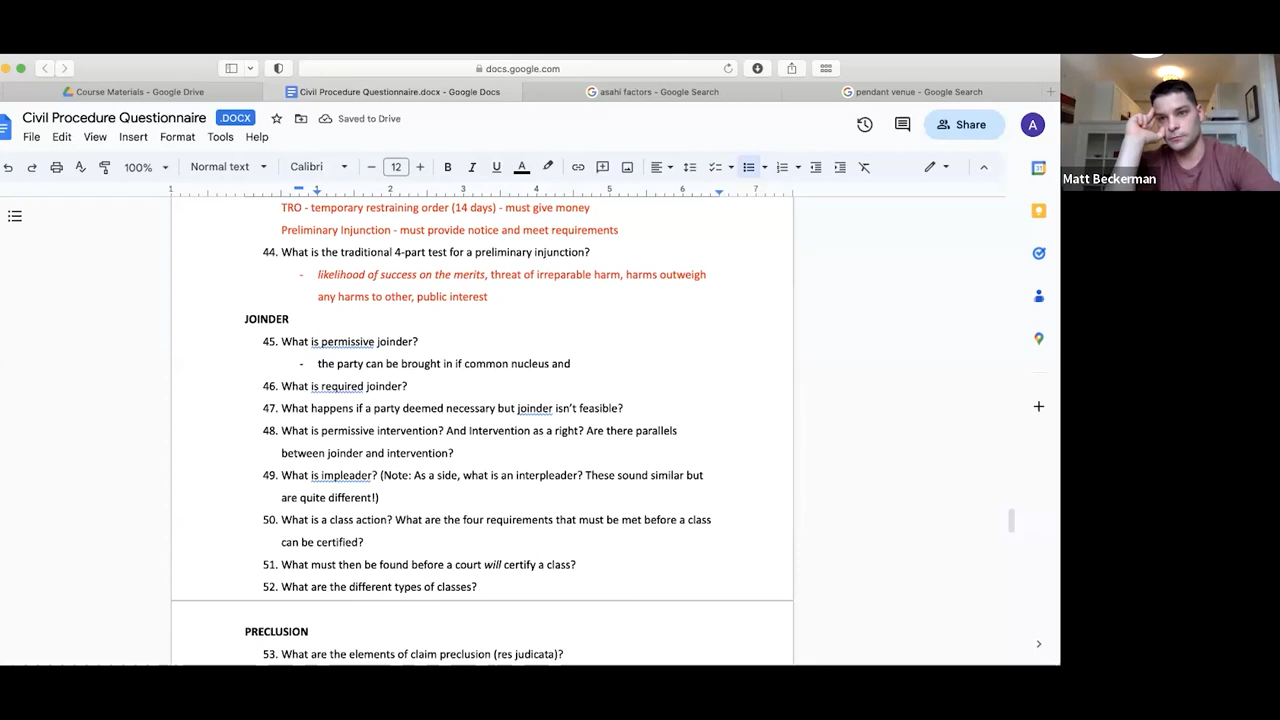 docs.google.com
Course Materials - Google Drive
Civil Procedure Questionnaire.docx - Google Docs
asahi factors - Google Search
pendant venue - Google Search
Civil Procedure Questionnaire
.DOCX
Saved to Drive
File Edit View Insert Format Tools Help
Share
A
100%
Normal text
Calibri
12
B I U A
1 1 2 3 4 5 6 7
Matt Beckerman
TRO - temporary restraining order (14 days) - must give money
Preliminary Injunction - must provide notice and meet requirements
44. What is the traditional 4-part test for a preliminary injunction?
- likelihood of success on the merits, threat of irreparable harm, harms outweigh
any harms to other, public interest
JOINDER
45. What is permissive joinder?
- the party can be brought in if common nucleus and
46. What is required joinder?
47. What happens if a party deemed necessary but joinder isn't feasible?
48. What is permissive intervention? And Intervention as a right? Are there parallels
between joinder and intervention?
49. What is impleader? (Note: As a side, what is an interpleader? These sound similar but
are quite different!)
50. What is a class action? What are the four requirements that must be met before a class
can be certified?
51. What must then be found before a court will certify a class?
52. What are the different types of classes?
PRECLUSION
53. What are the elements of claim preclusion (res judicata)?